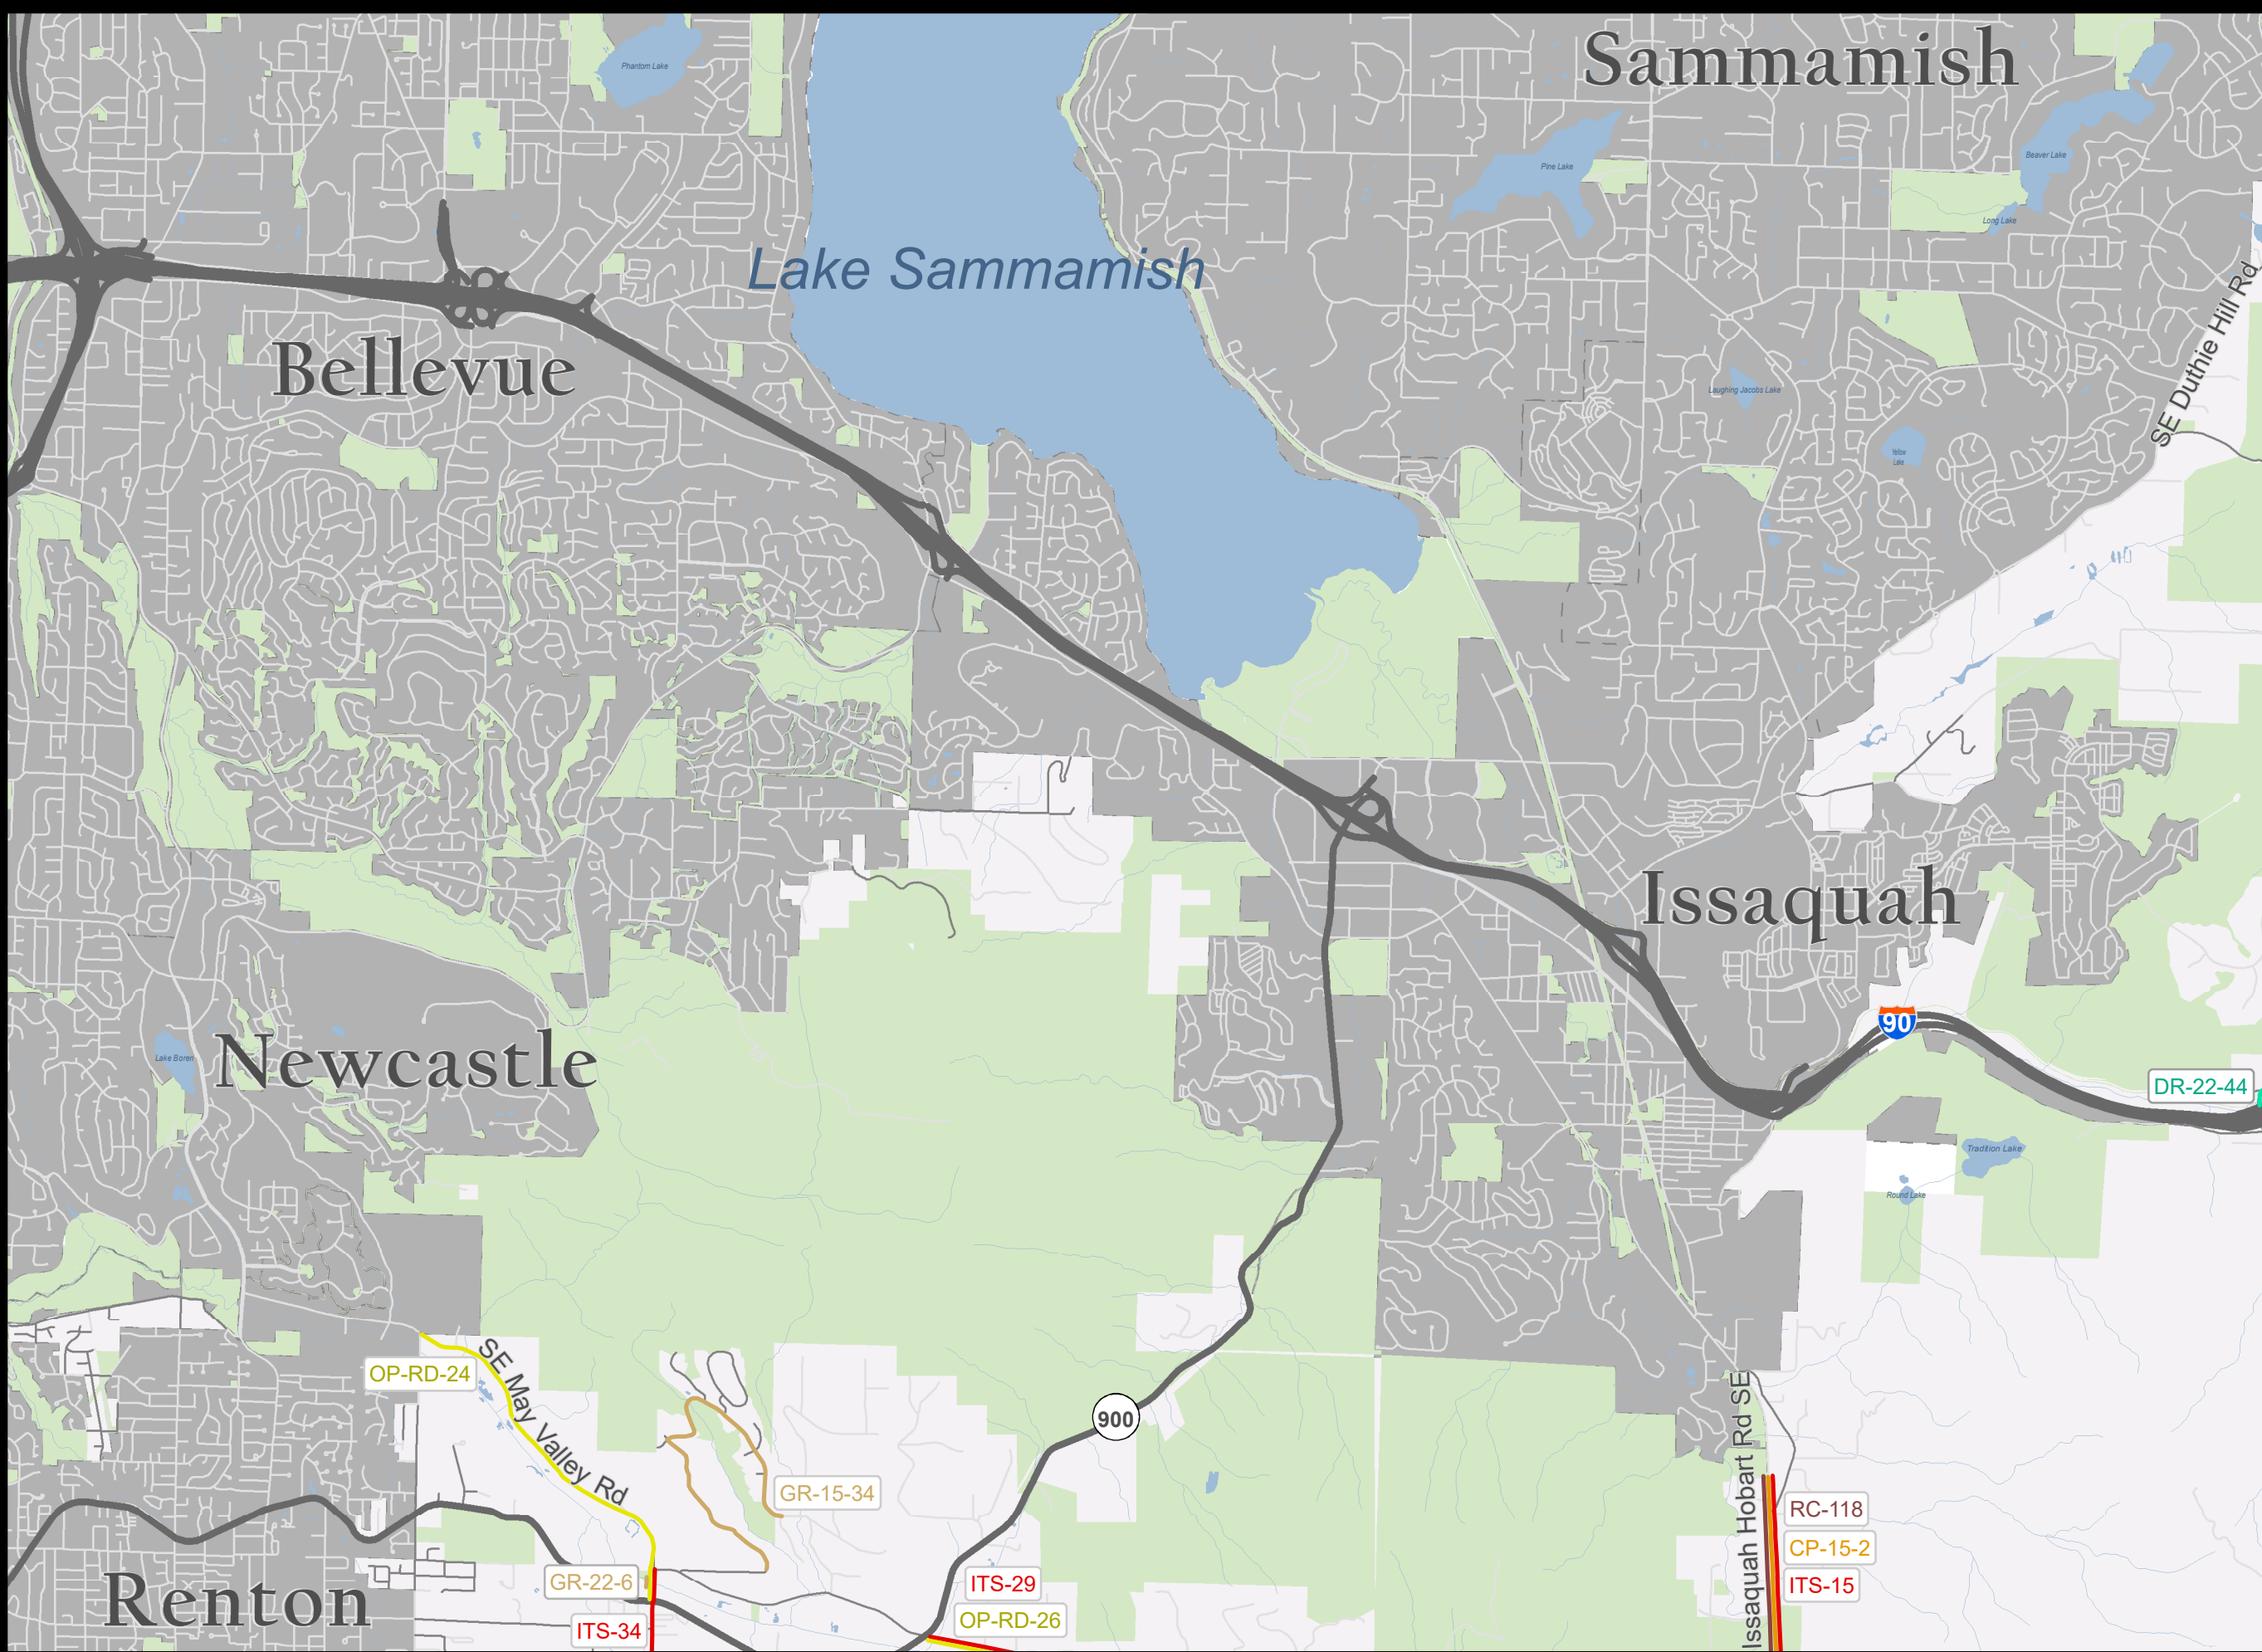 Sammamish
Phantom Lake
Pine Lake
Beaver Lake
Long Lake
Lake Sammamish
SE Duthie Hill Rd
Bellevue
Laughing Jacobs Lake
Yellow
Lake
Issaquah
90
Newcastle
Lake Boren
DR-22-44
Tradition Lake
Round Lake
OP-RD-24
SE May Valley Rd
900
Issaquah Hobart Rd SE
GR-15-34
RC-118
CP-15-2
ITS-15
Renton
GR-22-6
ITS-29
OP-RD-26
ITS-34